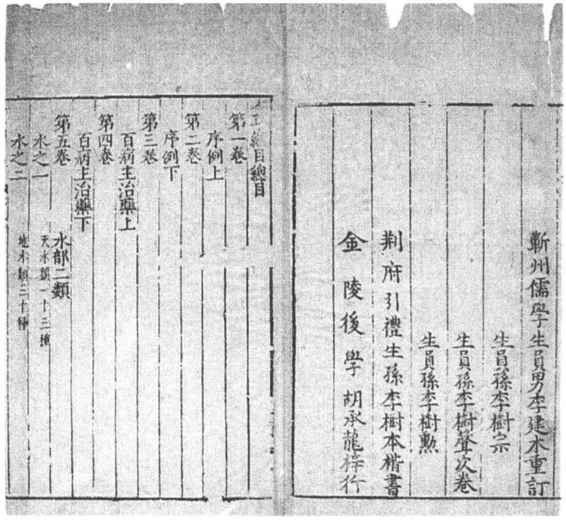 蘄州儒學生員男李建木重訂
生員孫李樹宗
生員孫李樹聲次卷
生員孫李樹勲
荆府引禮生孫李樹本楷書
金陵後學胡承龍梓行
綱目總目
第一卷
序例上
第二卷
序例下
第三卷
百病主治藥上
第四卷
百病主治藥下
第五卷 水部二類
水之一 天水類一十三種
水之二 地水類三十種